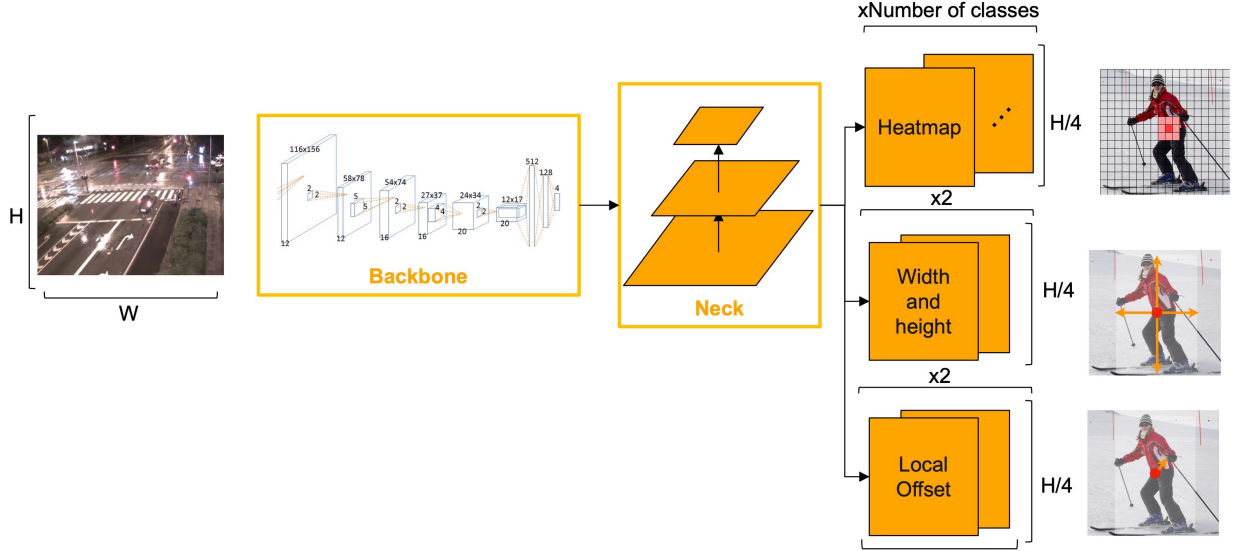 xNumber of classes
H
W
116x156
2
2
12
58x78
5
5
12
54x74
2
2
16
27x37
4
4
16
24x34
2
2
20
12x17
20
512
128
4
Backbone
Neck
Heatmap
H/4
x2
Width
and
height
H/4
x2
Local
Offset
H/4